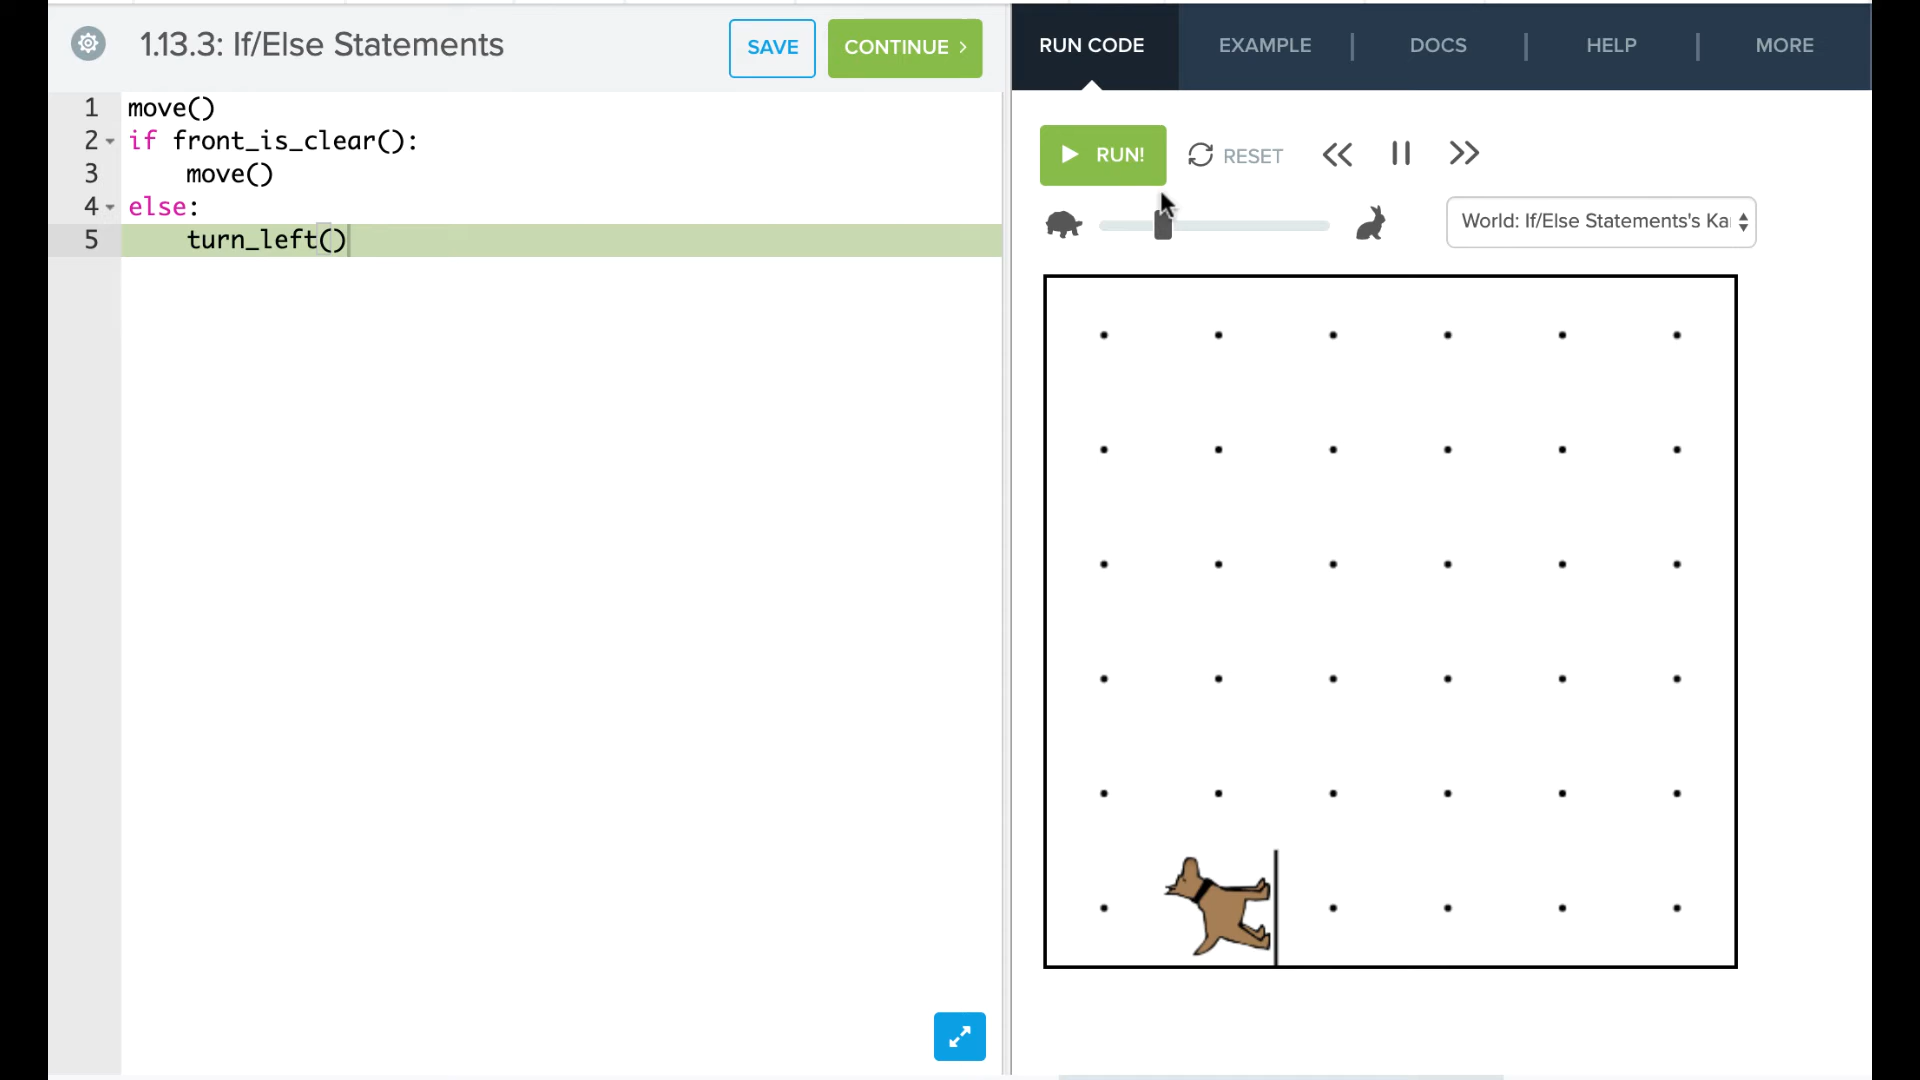 1.13.3: If/Else Statements
SAVE
CONTINUE >
RUN CODE
EXAMPLE
DOCS
HELP
MORE
1 move()
2 if front_is_clear():
3 move()
4 else:
5 turn_left()
RUN!
RESET
World: If/Else Statements's Ka